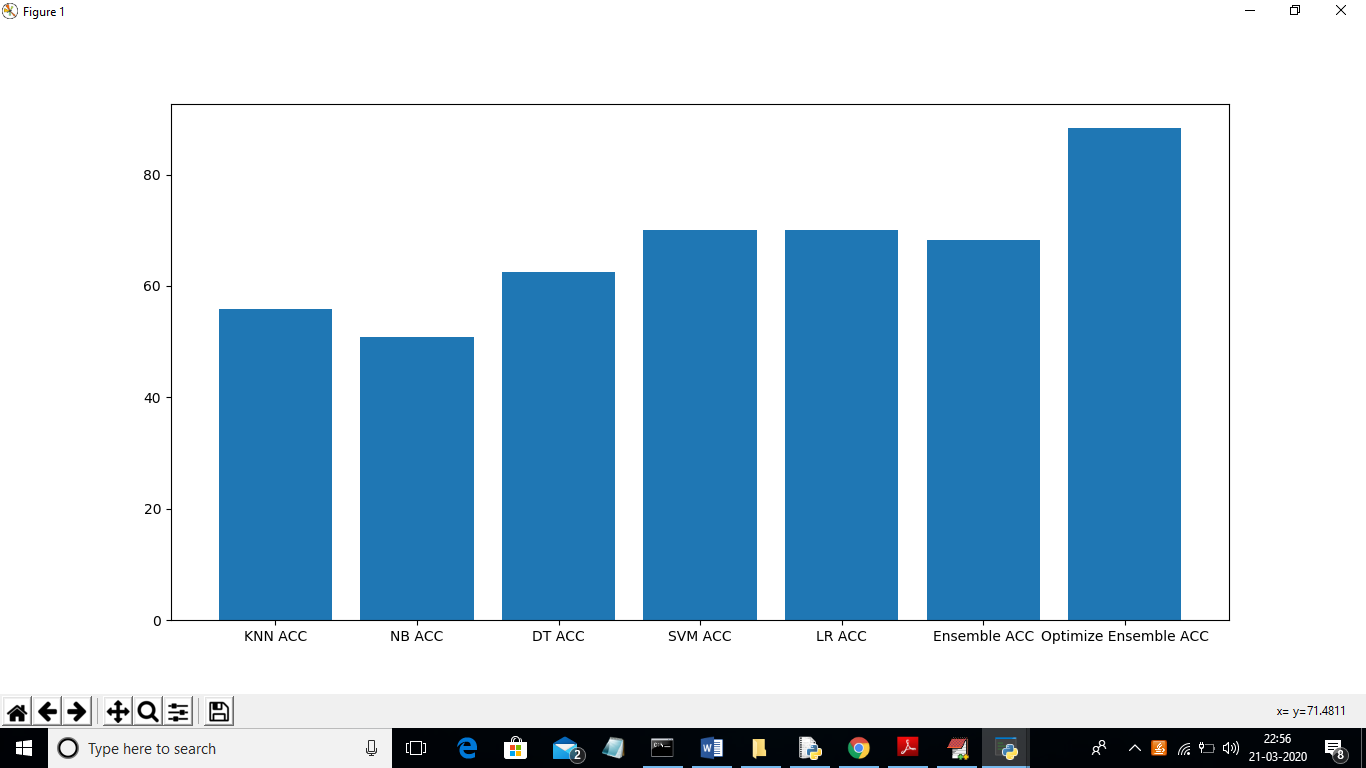 Figure 1
80
60
40
20
0
KNN ACC NB ACC DT ACC SVM ACC LR ACC Ensemble ACC Optimize Ensemble ACC
x= y=71.4811
Type here to search
2
22:56
21-03-2020
8